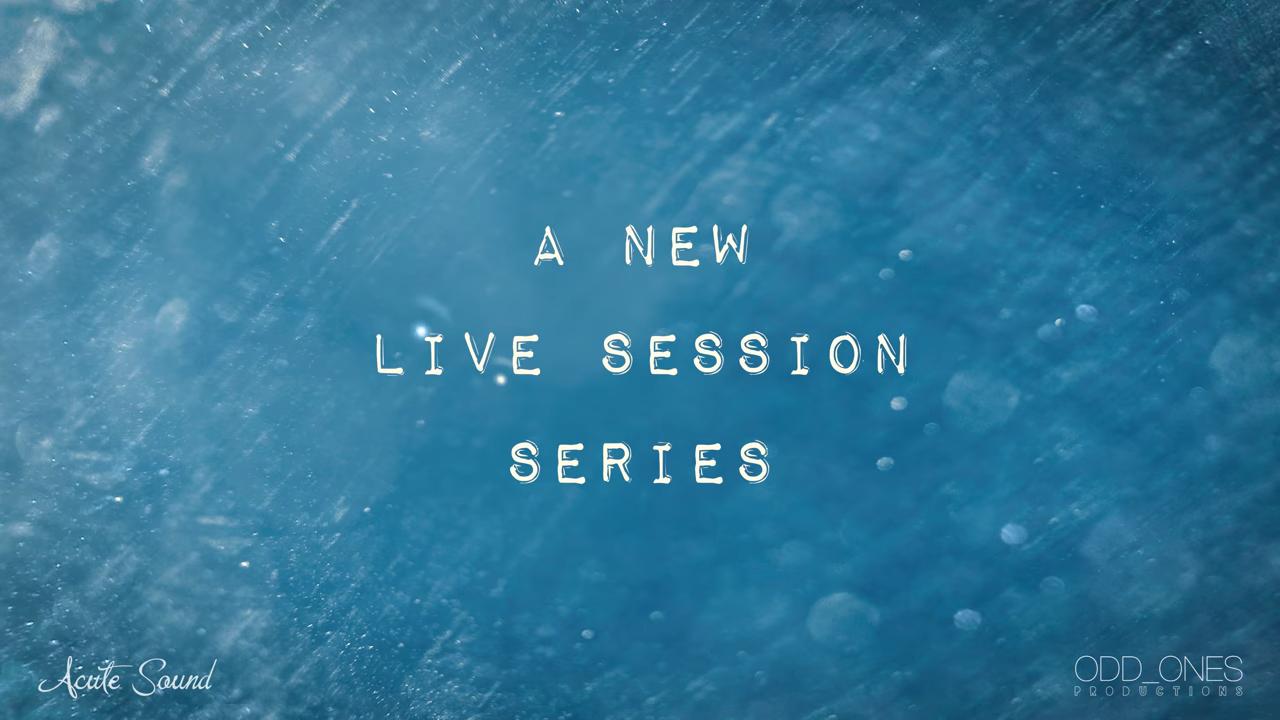 A NEW
LIVE SESSION
SERIES
Acute Sound
ODD_ONES
PRODUCTIONS